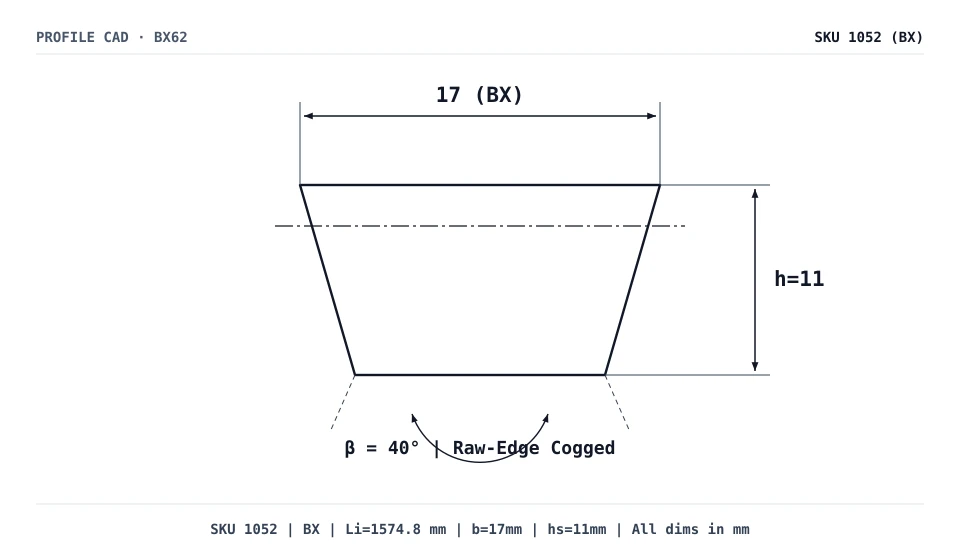 PROFILE CAD · BX62
SKU 1052 (BX)
17 (BX)
h=11
β = 40° | Raw-Edge Cogged
SKU 1052 | BX | Li=1574.8 mm | b=17mm | hs=11mm | All dims in mm